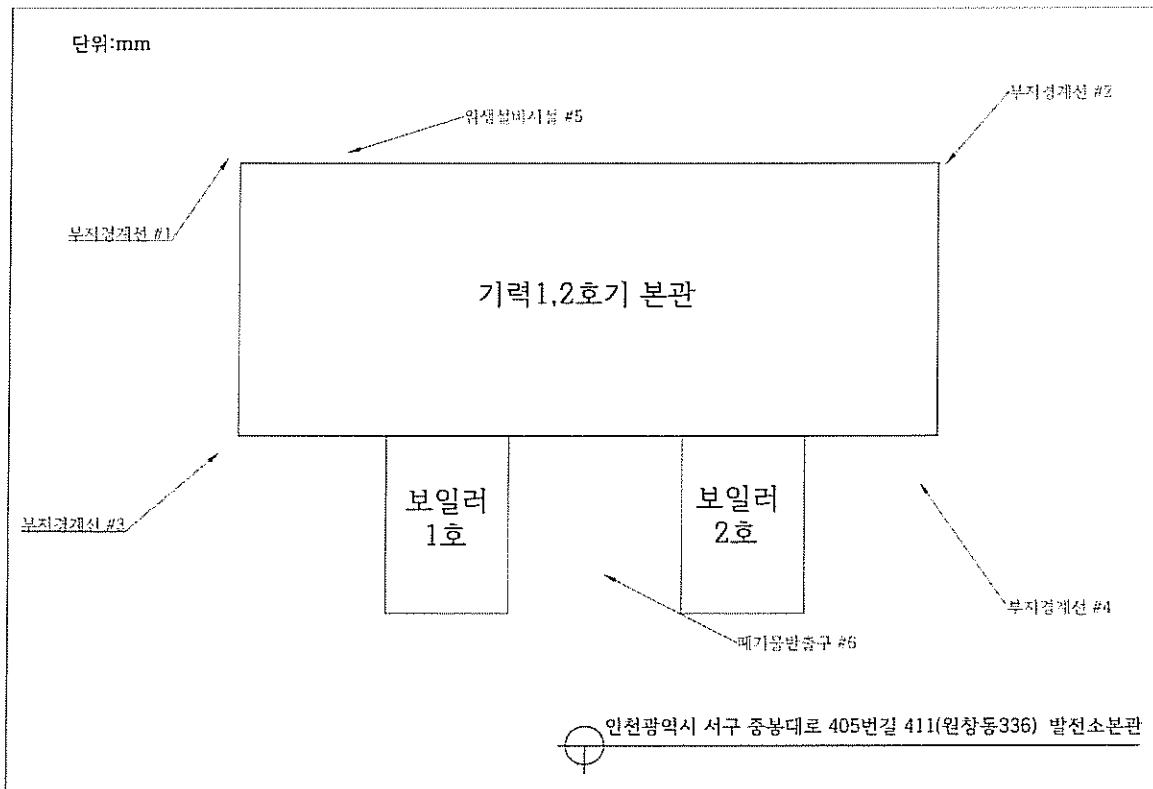 단위:mm
위생설비시설 #5
부지경계선 #2
부지경계선 #1
기력1,2호기 본관
보일러
1호
보일러
2호
부지경계선 #3
부지경계선 #4
폐기물반출구 #6
인천광역시 서구 중봉대로 405번길 411(원창동336) 발전소본관